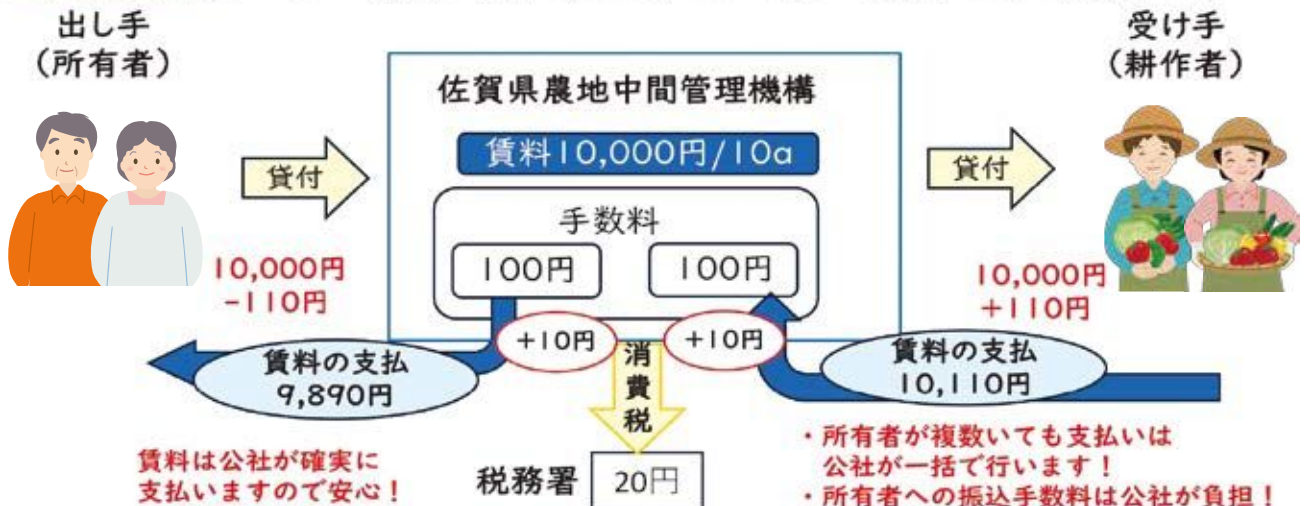 出し手
(所有者)
受け手
(耕作者)
佐賀県農地中間管理機構
賃料10,000円/10a
貸付
貸付
手数料
100円
100円
10,000円
-110円
10,000円
+110円
+10円
+10円
消費税
賃料の支払
9,890円
賃料の支払
10,110円
賃料は公社が確実に
支払いますので安心!
税務署
20円
・所有者が複数いても支払いは
公社が一括で行います!
・所有者への振込手数料は公社が負担!